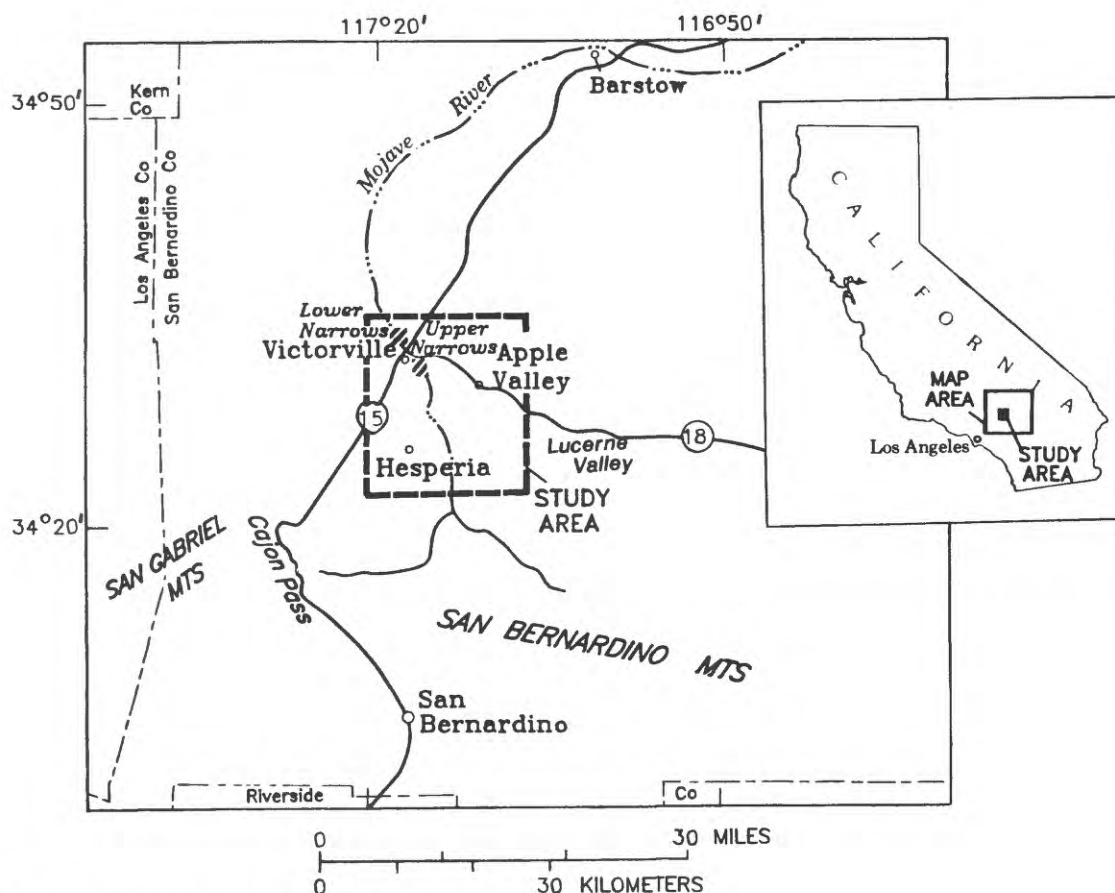 117°20'
116°50'
34°50'
Kern
Co
Los Angeles Co
San Bernardino Co
Mojave
River
Barstow
Lower
Narrows
Upper
Narrows
Victorville
Apple
Valley
15
Hesperia
Lucerne
Valley
18
STUDY
AREA
34°20'
SAN GABRIEL
MTS
Cajon Pass
SAN BERNARDINO MTS
San
Bernardino
Riverside
Co
CALIFORNIA
MAP
AREA
Los Angeles
STUDY
AREA
0
30 MILES
0
30 KILOMETERS